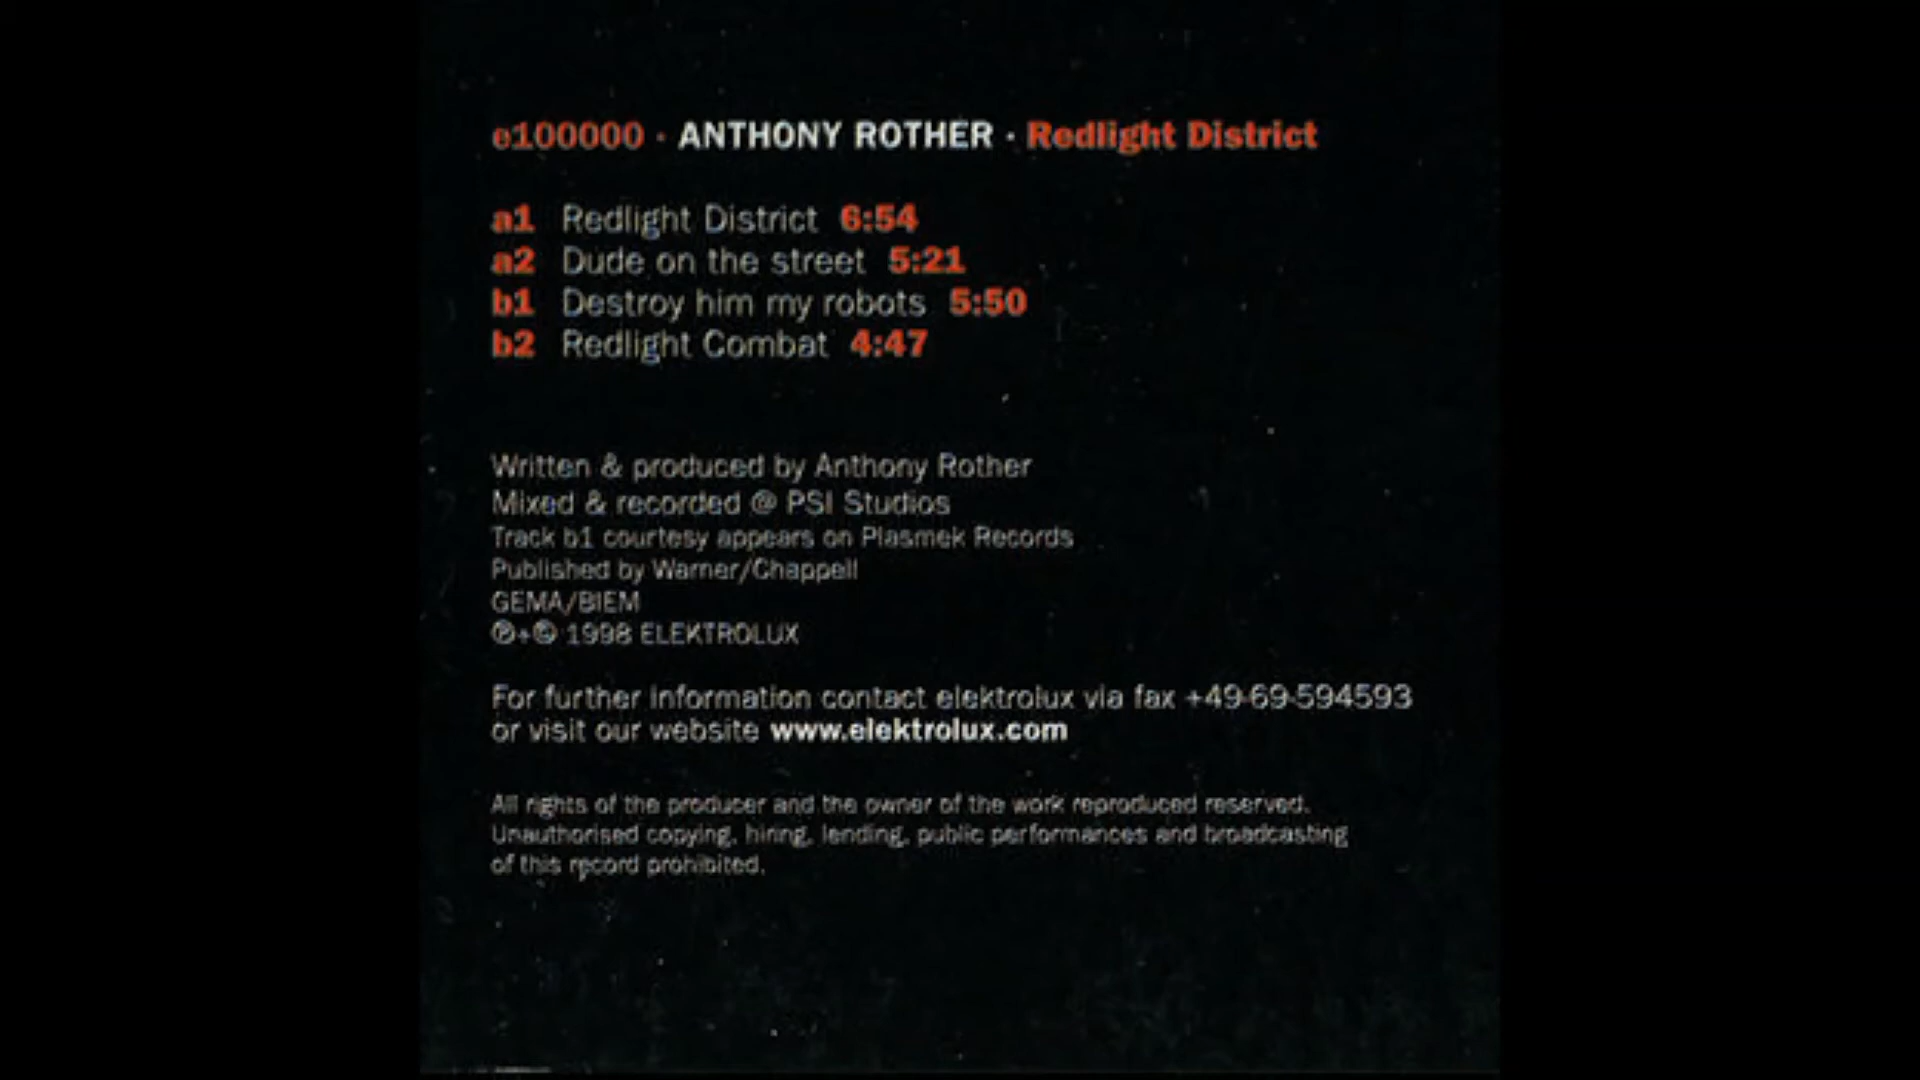 e100000 · ANTHONY ROTHER · Redlight District
a1 Redlight District 6:54
a2 Dude on the street 5:21
b1 Destroy him my robots 5:50
b2 Redlight Combat 4:47
Written & produced by Anthony Rother
Mixed & recorded @ PSI Studios
Track b1 courtesy appears on Plasmek Records
Published by Warner/Chappell
GEMA/BIEM
℗+© 1998 ELEKTROLUX
For further information contact elektrolux via fax +49-69-594593
or visit our website www.elektrolux.com
All rights of the producer and the owner of the work reproduced reserved.
Unauthorised copying, hiring, lending, public performances and broadcasting
of this record prohibited.